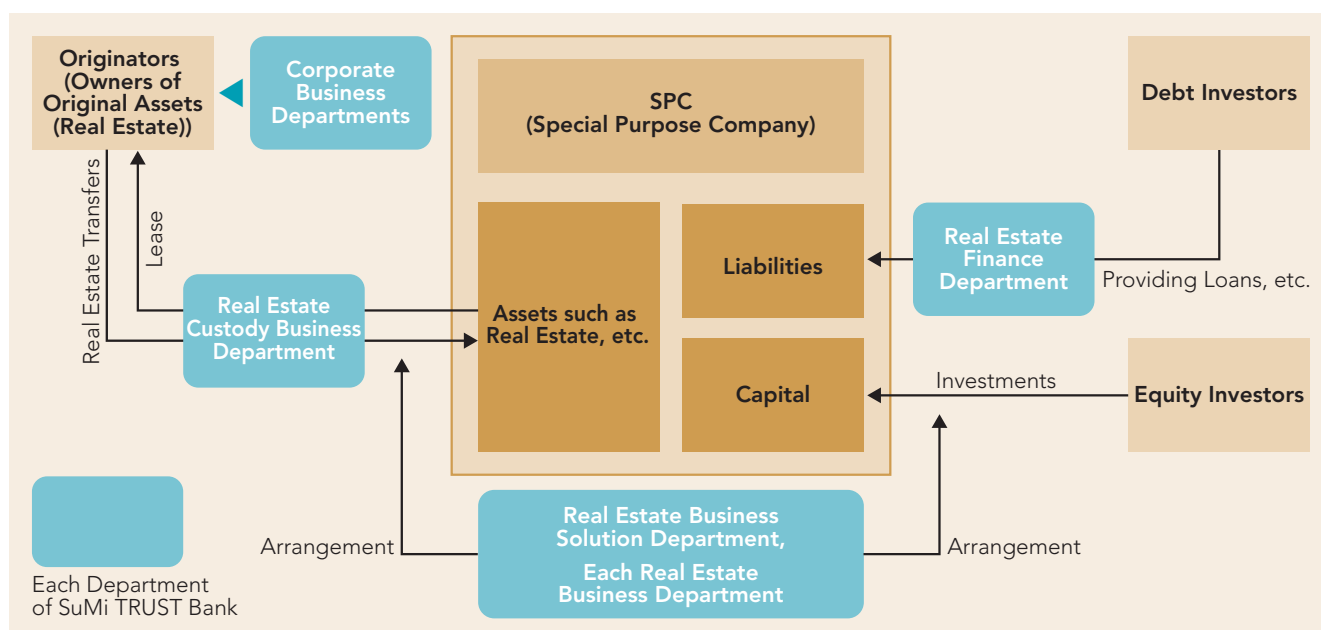 Originators
(Owners of
Original Assets
(Real Estate))
Corporate
Business
Departments
SPC
(Special Purpose Company)
Debt Investors
Real Estate Transfers
Lease
Real Estate
Custody Business
Department
Assets such as
Real Estate, etc.
Liabilities
Real Estate
Finance
Department
Providing Loans, etc.
Capital
Investments
Equity Investors
Arrangement
Real Estate Business
Solution Department,
Each Real Estate
Business Department
Arrangement
Each Department
of SuMi TRUST Bank